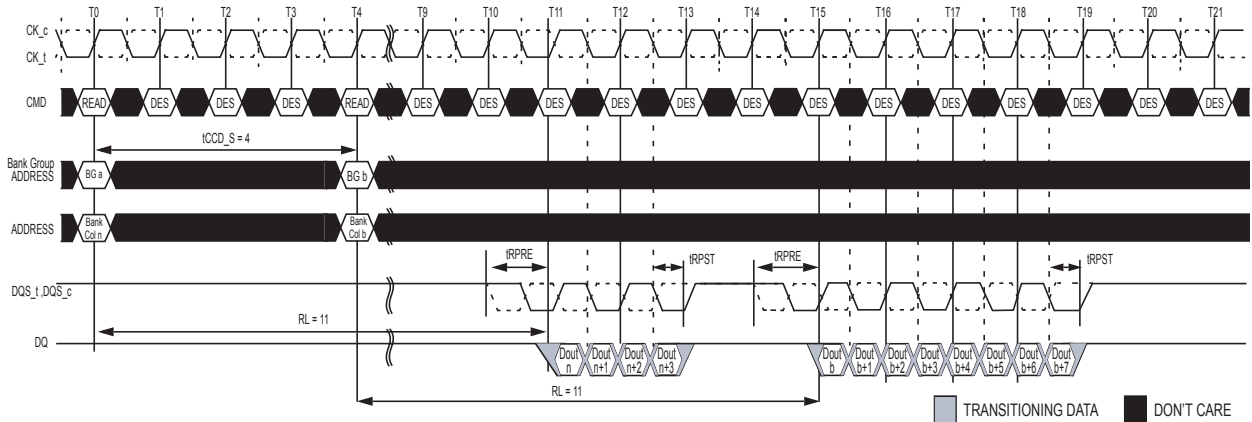 T0 T1 T2 T3 T4 T9 T10 T11 T12 T13 T14 T15 T16 T17 T18 T19 T20 T21
CK_c
CK_t
CMD READ DES DES DES READ DES DES DES DES DES DES DES DES DES DES DES DES DES
tCCD_S = 4
Bank Group
ADDRESS BG a BG b
ADDRESS Bank Col n Bank Col b
tRPRE tRPST tRPRE tRPST
DQS_t ,DQS_c
RL = 11
DQ Dout n Dout n+1 Dout n+2 Dout n+3 Dout b Dout b+1 Dout b+2 Dout b+3 Dout b+4 Dout b+5 Dout b+6 Dout b+7
RL = 11
TRANSITIONING DATA DON'T CARE